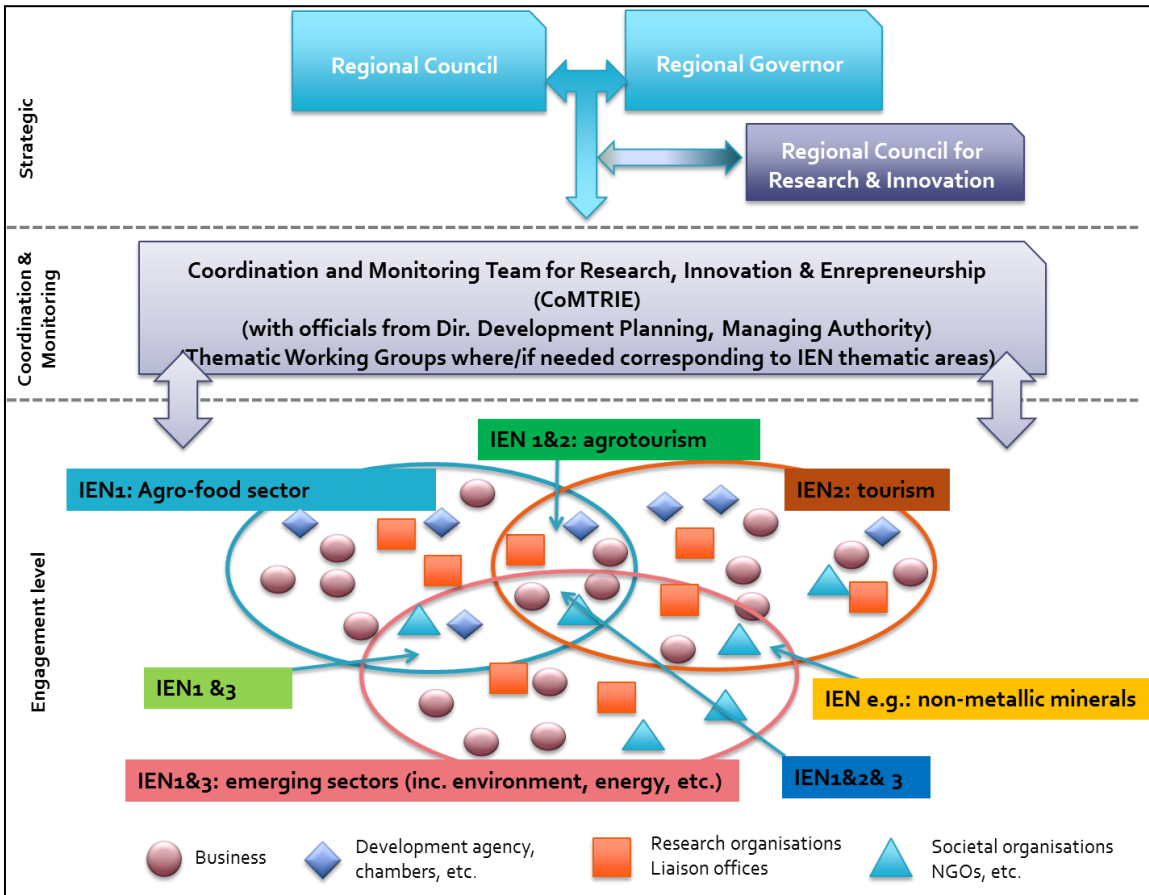 Strategic
Regional Council
Regional Governor
Regional Council for
Research & Innovation
Coordination &
Monitoring
Coordination and Monitoring Team for Research, Innovation & Enrepreneurship
(CoMTRIE)
(with officials from Dir. Development Planning, Managing Authority)
(Thematic Working Groups where/if needed corresponding to IEN thematic areas)
Engagement level
IEN 1&2: agrotourism
IEN1: Agro-food sector
IEN2: tourism
IEN1 &3
IEN e.g.: non-metallic minerals
IEN1&3: emerging sectors (inc. environment, energy, etc.)
IEN1&2& 3
Business
Development agency,
chambers, etc.
Research organisations
Liaison offices
Societal organisations
NGOs, etc.